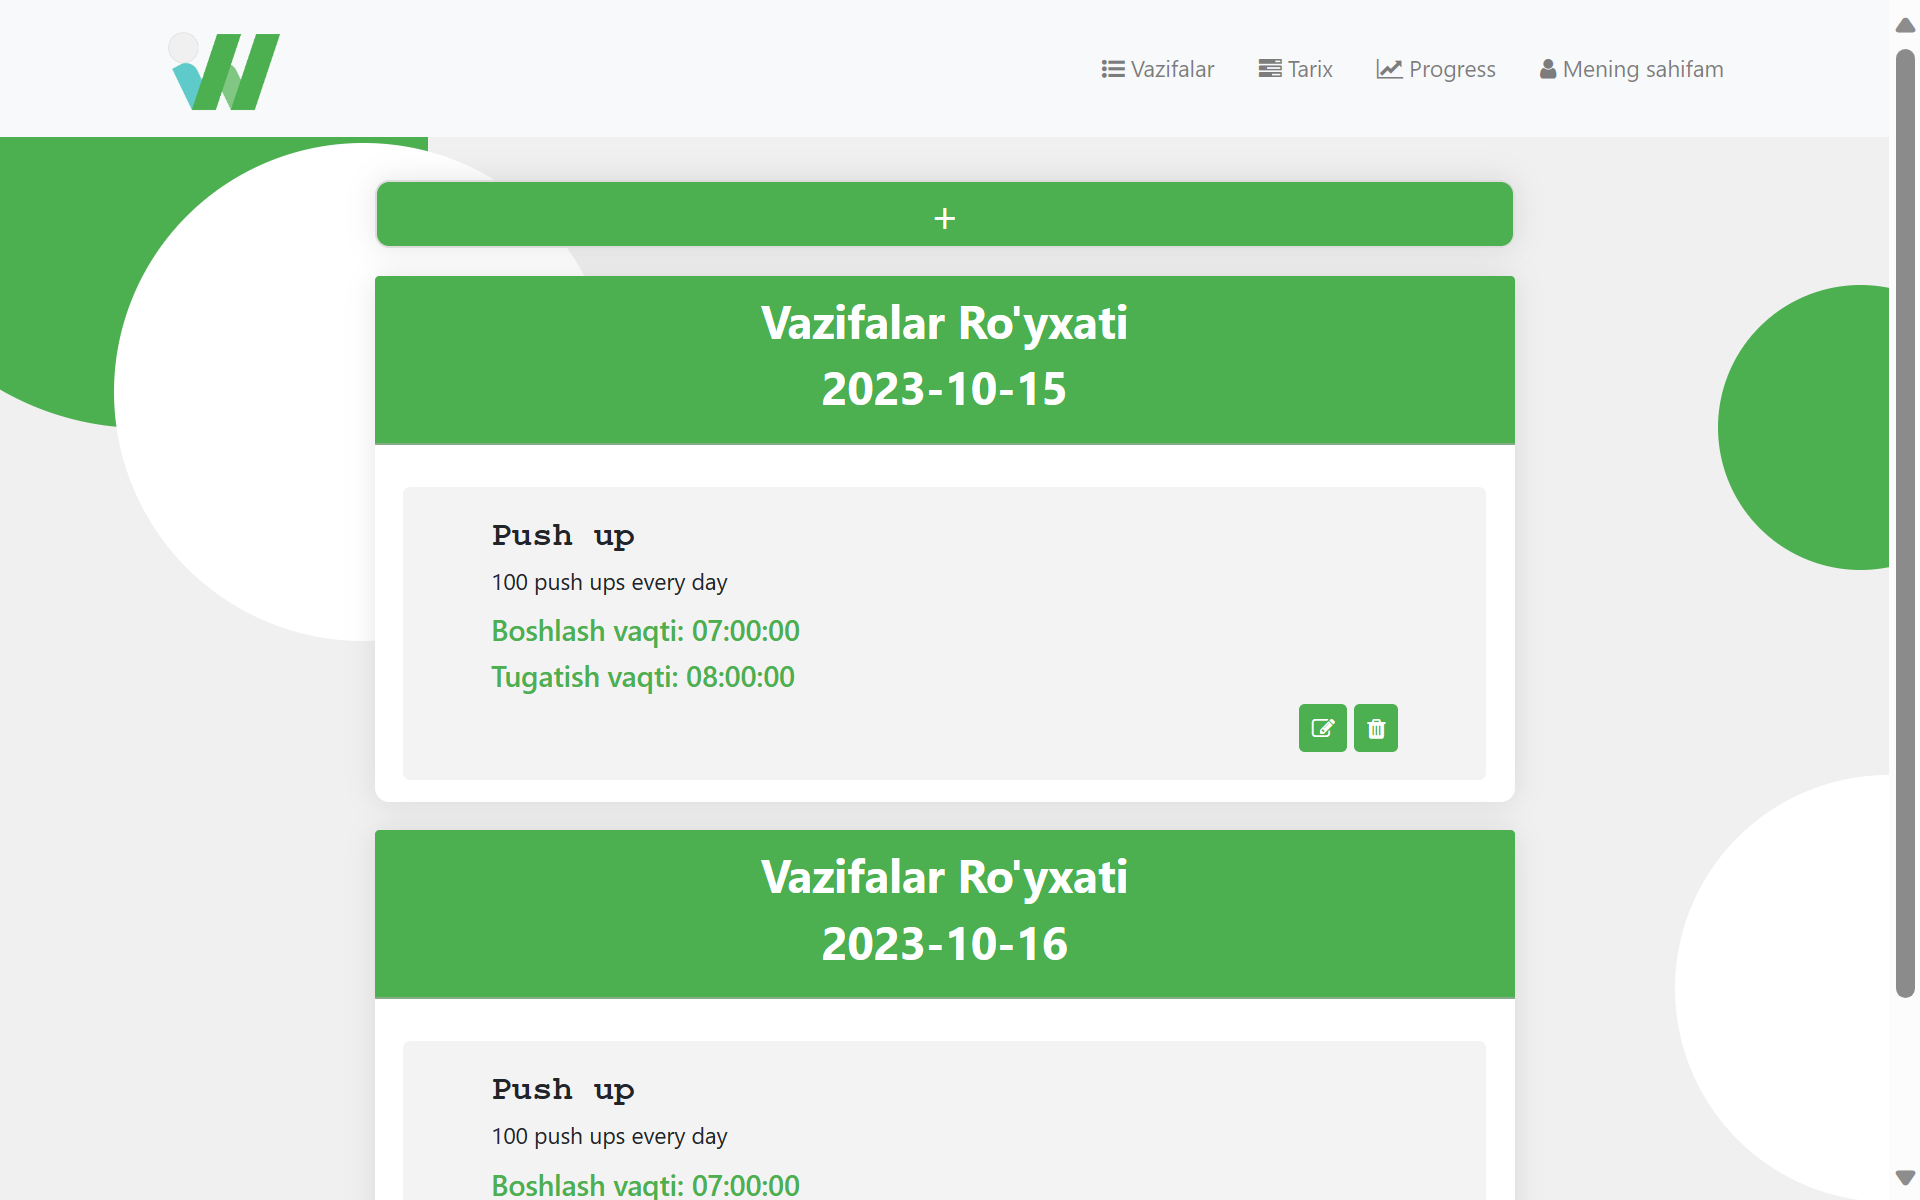 Vazifalar Tarix Progress Mening sahifam
+
Vazifalar Ro'yxati
2023-10-15
Push up
100 push ups every day
Boshlash vaqti: 07:00:00
Tugatish vaqti: 08:00:00
Vazifalar Ro'yxati
2023-10-16
Push up
100 push ups every day
Boshlash vaqti: 07:00:00